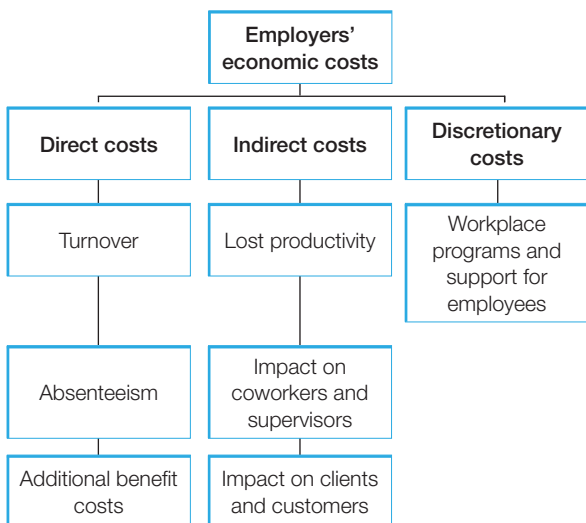 Employers’
economic costs
Direct costs
Indirect costs
Discretionary
costs
Turnover
Lost productivity
Workplace
programs and
support for
employees
Absenteeism
Impact on
coworkers and
supervisors
Additional benefit
costs
Impact on clients
and customers